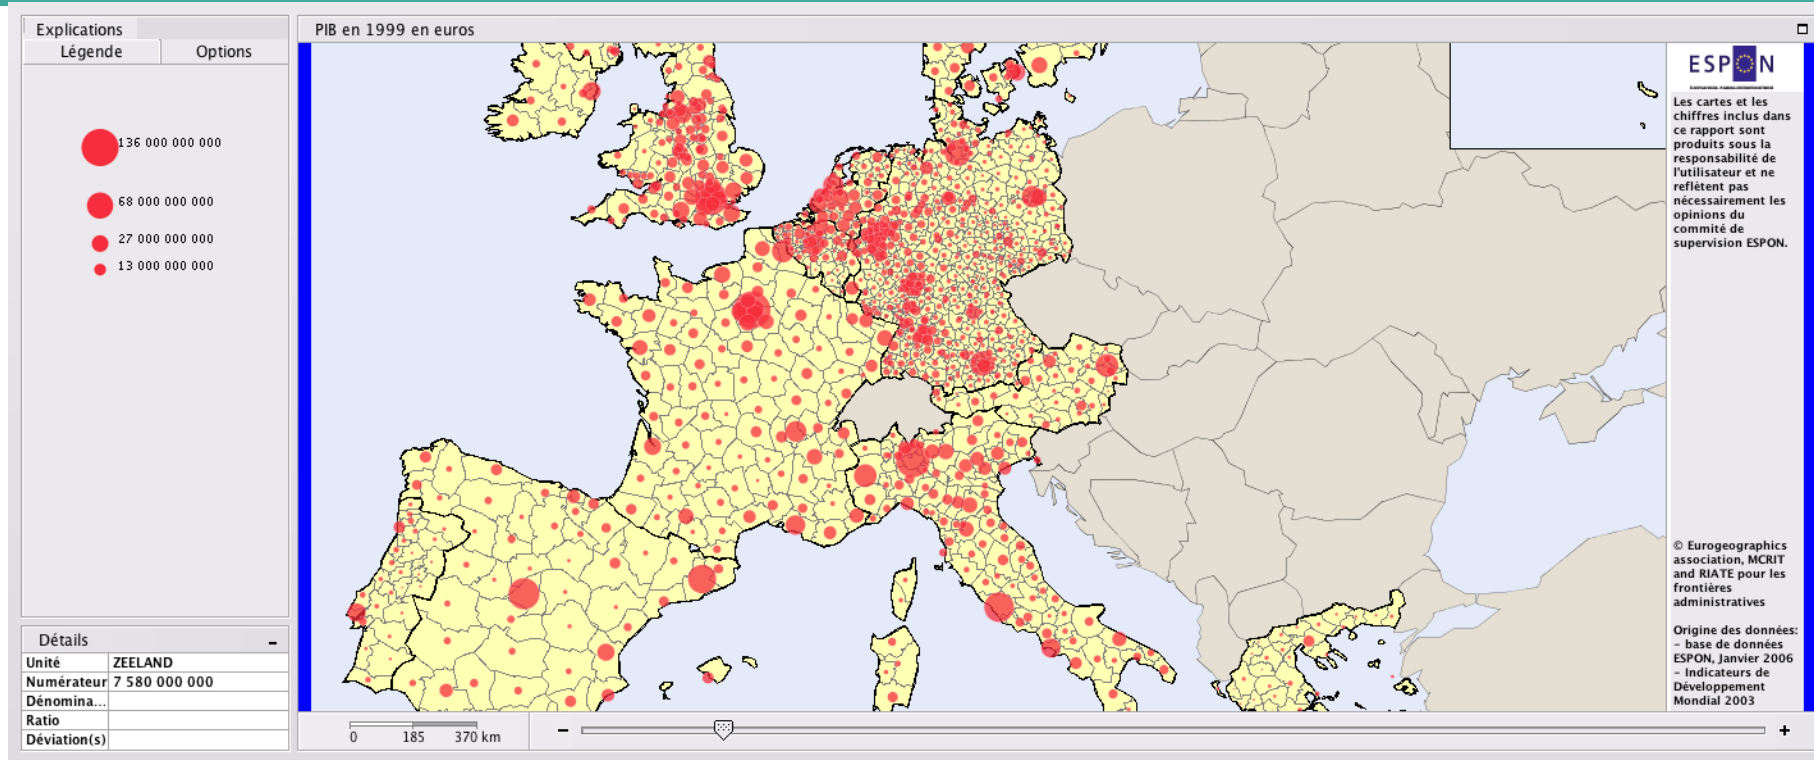 Explications
Légende
Options
136 000 000 000
68 000 000 000
27 000 000 000
13 000 000 000
Détails
Unité ZEELAND
Numérateur 7 580 000 000
Dénomina...
Ratio
Déviation(s)
PIB en 1999 en euros
0 185 370 km
ESPON
Les cartes et les
chiffres inclus dans
ce rapport sont
produits sous la
responsabilité de
l'utilisateur et ne
reflètent pas
nécessairement les
opinions du
commité de
supervision ESPON.
© Eurogeographics
association, MCRIT
and RIATE pour les
frontières
administratives
Origine des données:
- base de données
ESPON, Janvier 2006
- Indicateurs de
Développement
Mondial 2003